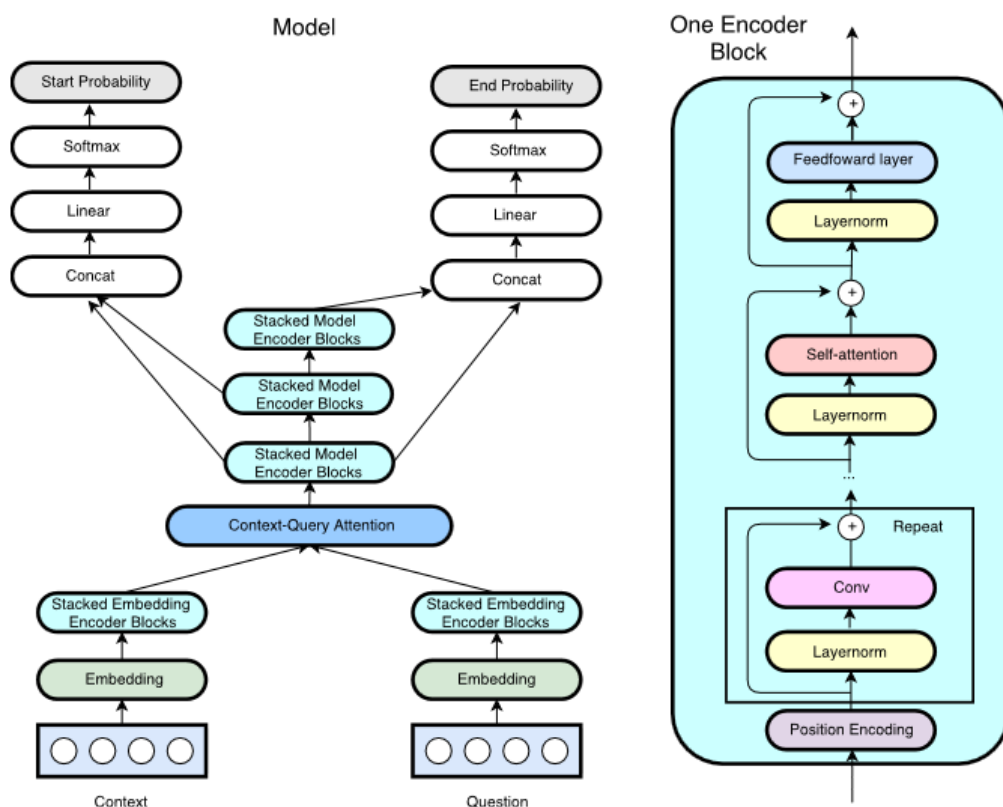 Model
Start Probability
Softmax
Linear
Concat
End Probability
Softmax
Linear
Concat
Stacked Model
Encoder Blocks
Stacked Model
Encoder Blocks
Stacked Model
Encoder Blocks
Context-Query Attention
Stacked Embedding
Encoder Blocks
Stacked Embedding
Encoder Blocks
Embedding
Embedding
Context
Question
One Encoder
Block
+
Feedfoward layer
Layernorm
+
Self-attention
Layernorm
...
+
Repeat
Conv
Layernorm
Position Encoding